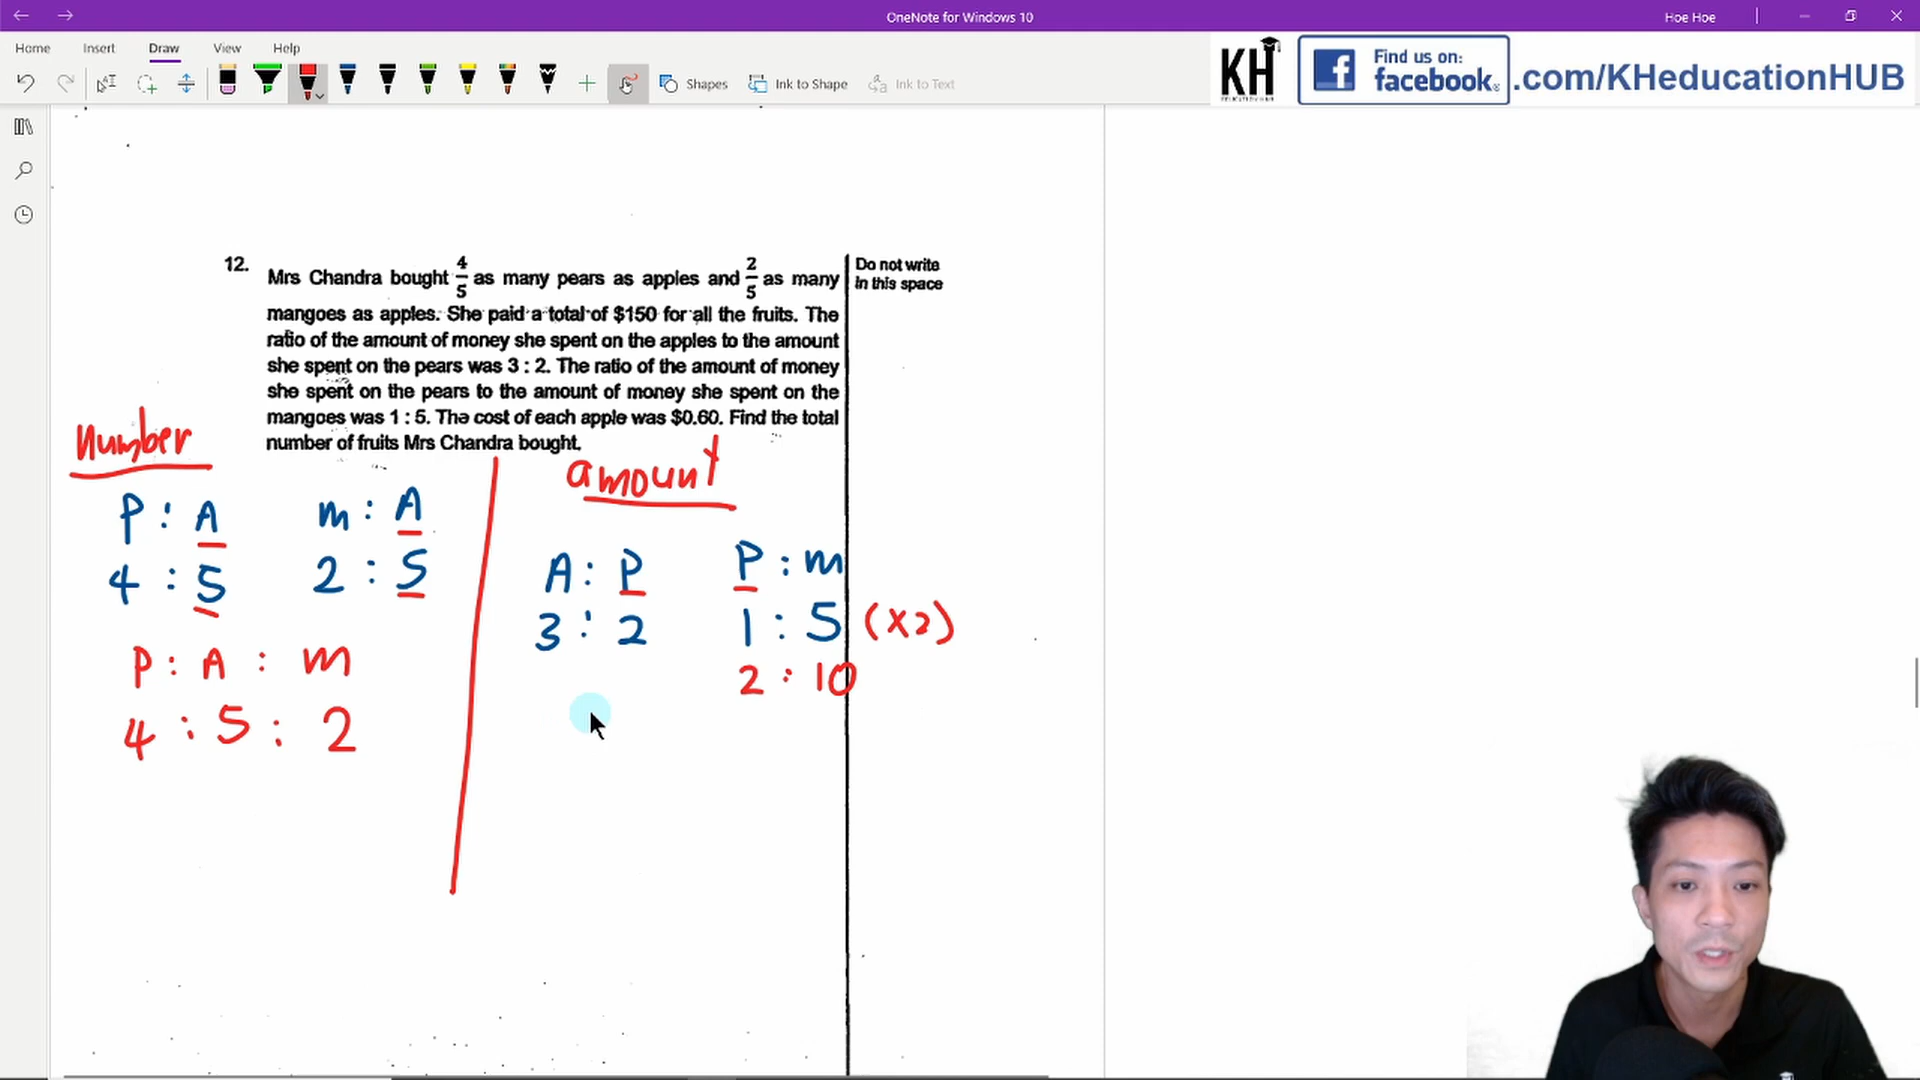 OneNote for Windows 10
Hoe Hoe
Home Insert Draw View Help
Shapes Ink to Shape Ink to Text
KH
EDUCATION HUB
Find us on:
facebook.com/KHeducationHUB
12. Mrs Chandra bought 4/5 as many pears as apples and 2/5 as many
mangoes as apples. She paid a total of $150 for all the fruits. The
ratio of the amount of money she spent on the apples to the amount
she spent on the pears was 3 : 2. The ratio of the amount of money
she spent on the pears to the amount of money she spent on the
mangoes was 1 : 5. The cost of each apple was $0.60. Find the total
number of fruits Mrs Chandra bought.
Do not write
in this space
Number
P : A m : A
4 : 5 2 : 5
P : A : m
4 : 5 : 2
amount
A : P P : m
3 : 2 1 : 5 (x2)
2 : 10